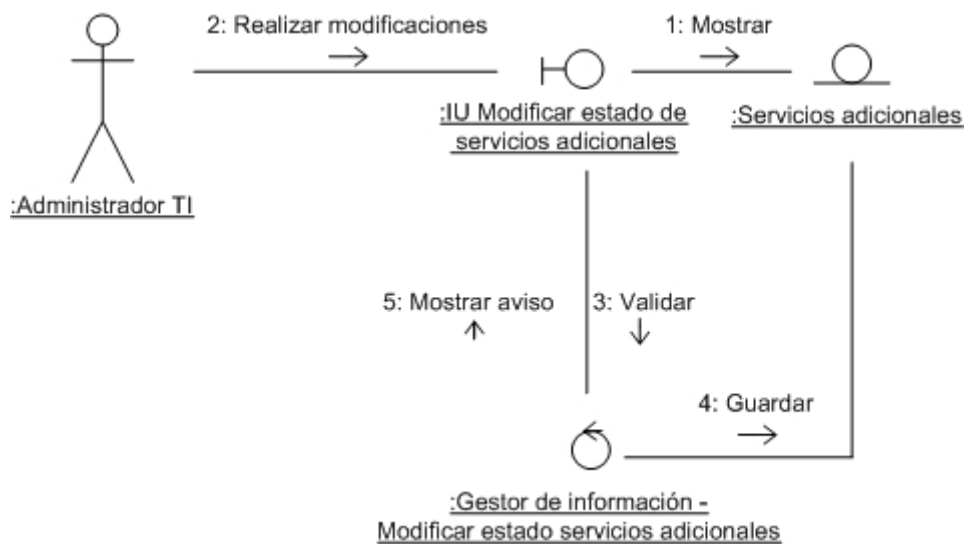 2: Realizar modificaciones
1: Mostrar
:IU Modificar estado de
servicios adicionales
:Servicios adicionales
:Administrador TI
5: Mostrar aviso
3: Validar
4: Guardar
:Gestor de información -
Modificar estado servicios adicionales